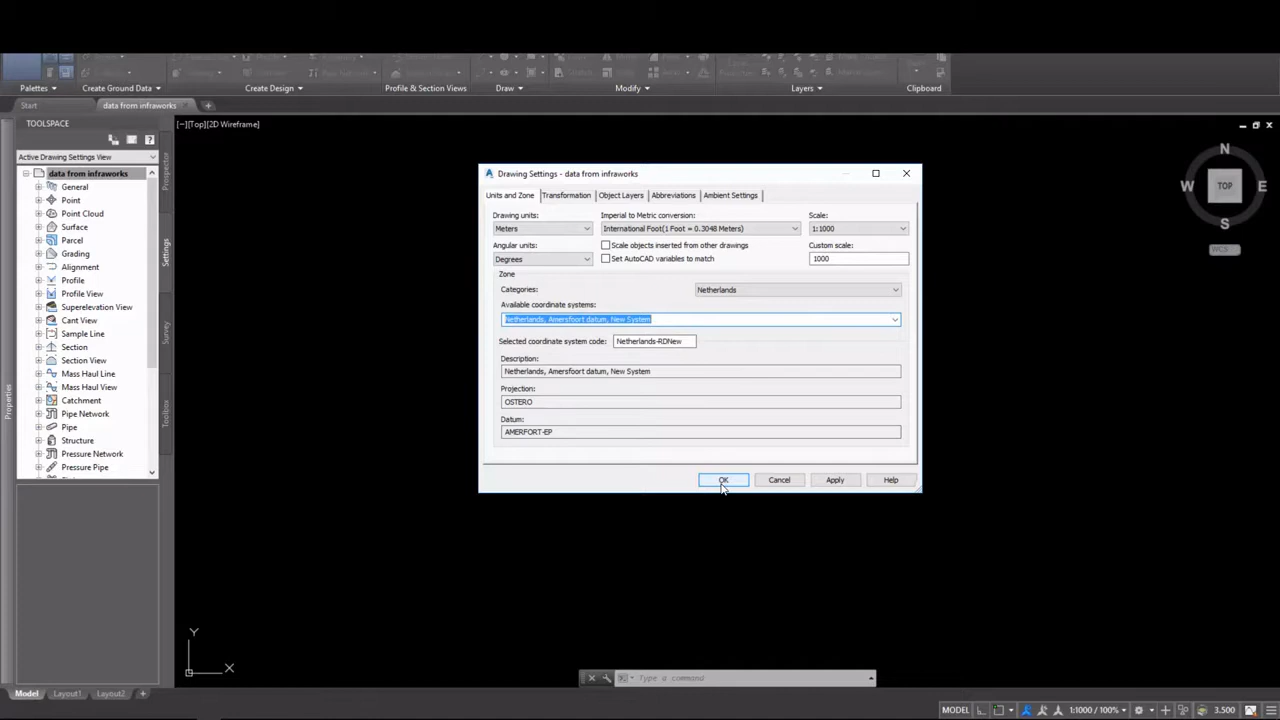 Palettes
Create Ground Data
Create Design
Profile & Section Views
Draw
Modify
Layers
Clipboard
Start
data from infraworks
TOOLSPACE
Active Drawing Settings View
data from infraworks
General
Point
Point Cloud
Surface
Parcel
Grading
Alignment
Profile
Profile View
Superelevation View
Cant View
Sample Line
Section
Section View
Mass Haul Line
Mass Haul View
Catchment
Pipe Network
Pipe
Structure
Pressure Network
Pressure Pipe
Prospector
Settings
Survey
Toolbox
Properties
[−][Top][2D Wireframe]
Drawing Settings - data from infraworks
Units and Zone
Transformation
Object Layers
Abbreviations
Ambient Settings
Drawing units:
Imperial to Metric conversion:
Scale:
Meters
International Foot(1 Foot = 0.3048 Meters)
1:1000
Angular units:
Scale objects inserted from other drawings
Custom scale:
Degrees
Set AutoCAD variables to match
1000
Zone
Categories:
Netherlands
Available coordinate systems:
Netherlands, Amersfoort datum, New System
Selected coordinate system code:
Netherlands-RDNew
Description:
Netherlands, Amersfoort datum, New System
Projection:
OSTERO
Datum:
AMERFORT-EP
OK
Cancel
Apply
Help
N
W
TOP
E
S
WCS
Y
X
Type a command
Model
Layout1
Layout2
MODEL
1:1000 / 100%
3.500